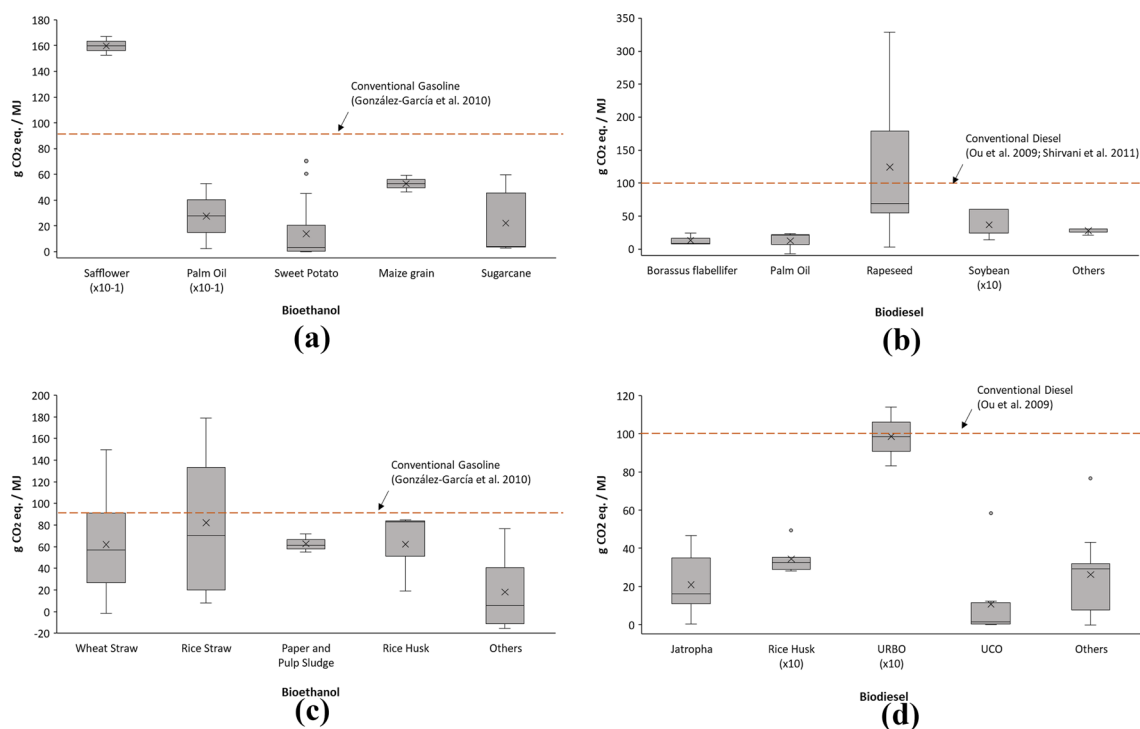 180
160
140
120
100
80
60
40
20
0
g CO2 eq. / MJ
Conventional Gasoline
(González-García et al. 2010)
Safflower
(x10-1)
Palm Oil
(x10-1)
Sweet Potato
Maize grain
Sugarcane
Bioethanol
(a)
350
300
250
200
150
100
50
0
g CO2 eq. / MJ
Conventional Diesel
(Ou et al. 2009; Shirvani et al. 2011)
Borassus flabellifer
Palm Oil
Rapeseed
Soybean
(x10)
Others
Biodiesel
(b)
200
180
160
140
120
100
80
60
40
20
0
-20
g CO2 eq. / MJ
Conventional Gasoline
(González-García et al. 2010)
Wheat Straw
Rice Straw
Paper and
Pulp Sludge
Rice Husk
Others
Bioethanol
(c)
120
100
80
60
40
20
0
g CO2 eq. / MJ
Conventional Diesel
(Ou et al. 2009)
Jatropha
Rice Husk
(x10)
URBO
(x10)
UCO
Others
Biodiesel
(d)